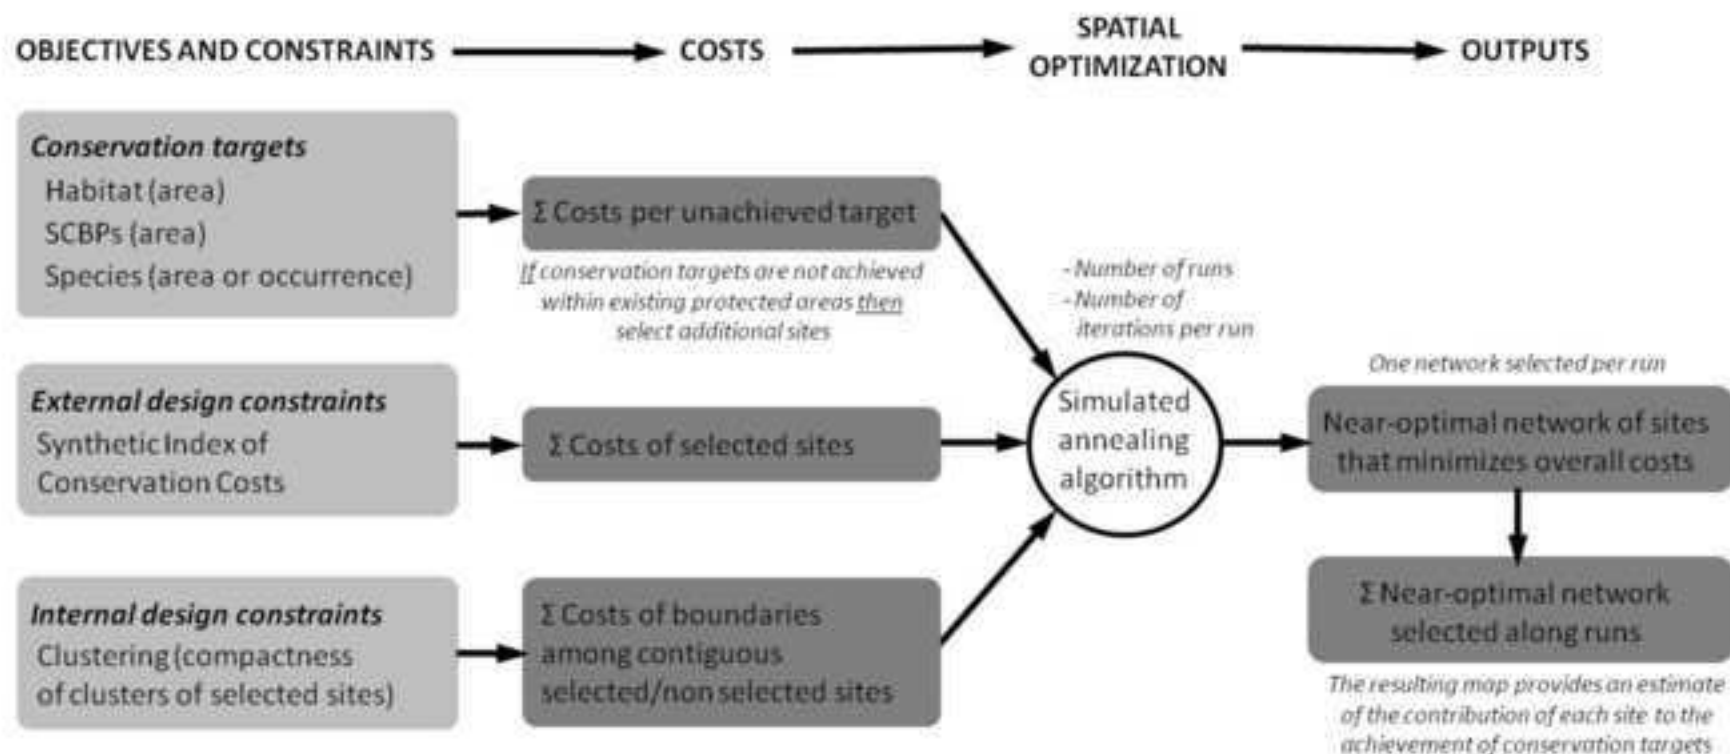 OBJECTIVES AND CONSTRAINTS
COSTS
SPATIAL
OPTIMIZATION
OUTPUTS
Conservation targets
Habitat (area)
SCBPs (area)
Species (area or occurrence)
Σ Costs per unachieved target
If conservation targets are not achieved
within existing protected areas then
select additional sites
- Number of runs
- Number of
iterations per run
External design constraints
Synthetic Index of
Conservation Costs
Σ Costs of selected sites
Simulated
annealing
algorithm
One network selected per run
Near-optimal network of sites
that minimizes overall costs
Internal design constraints
Clustering (compactness
of clusters of selected sites)
Σ Costs of boundaries
among contiguous
selected/non selected sites
Σ Near-optimal network
selected along runs
The resulting map provides an estimate
of the contribution of each site to the
achievement of conservation targets